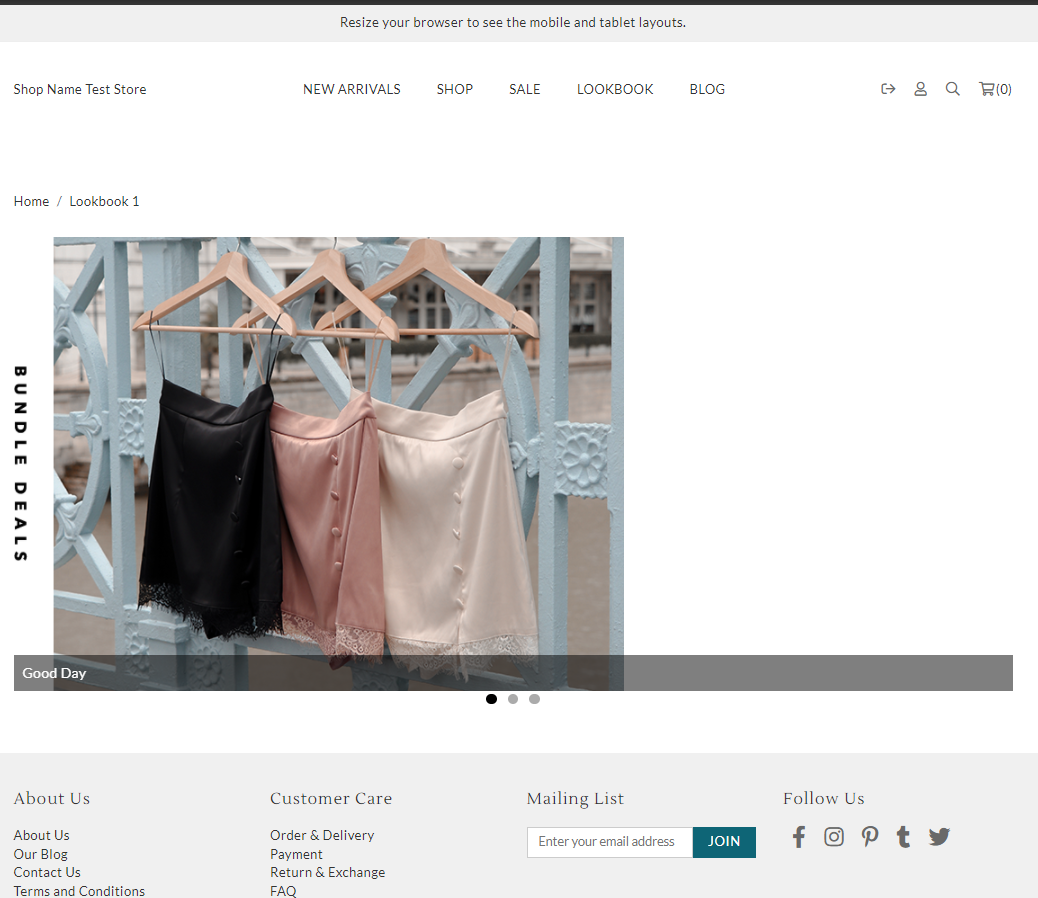 Resize your browser to see the mobile and tablet layouts.
Shop Name Test Store
NEW ARRIVALS SHOP SALE LOOKBOOK BLOG
(0)
Home / Lookbook 1
BUNDLE DEALS
Good Day
About Us
About Us
Our Blog
Contact Us
Terms and Conditions
Customer Care
Order & Delivery
Payment
Return & Exchange
FAQ
Mailing List
Enter your email address JOIN
Follow Us